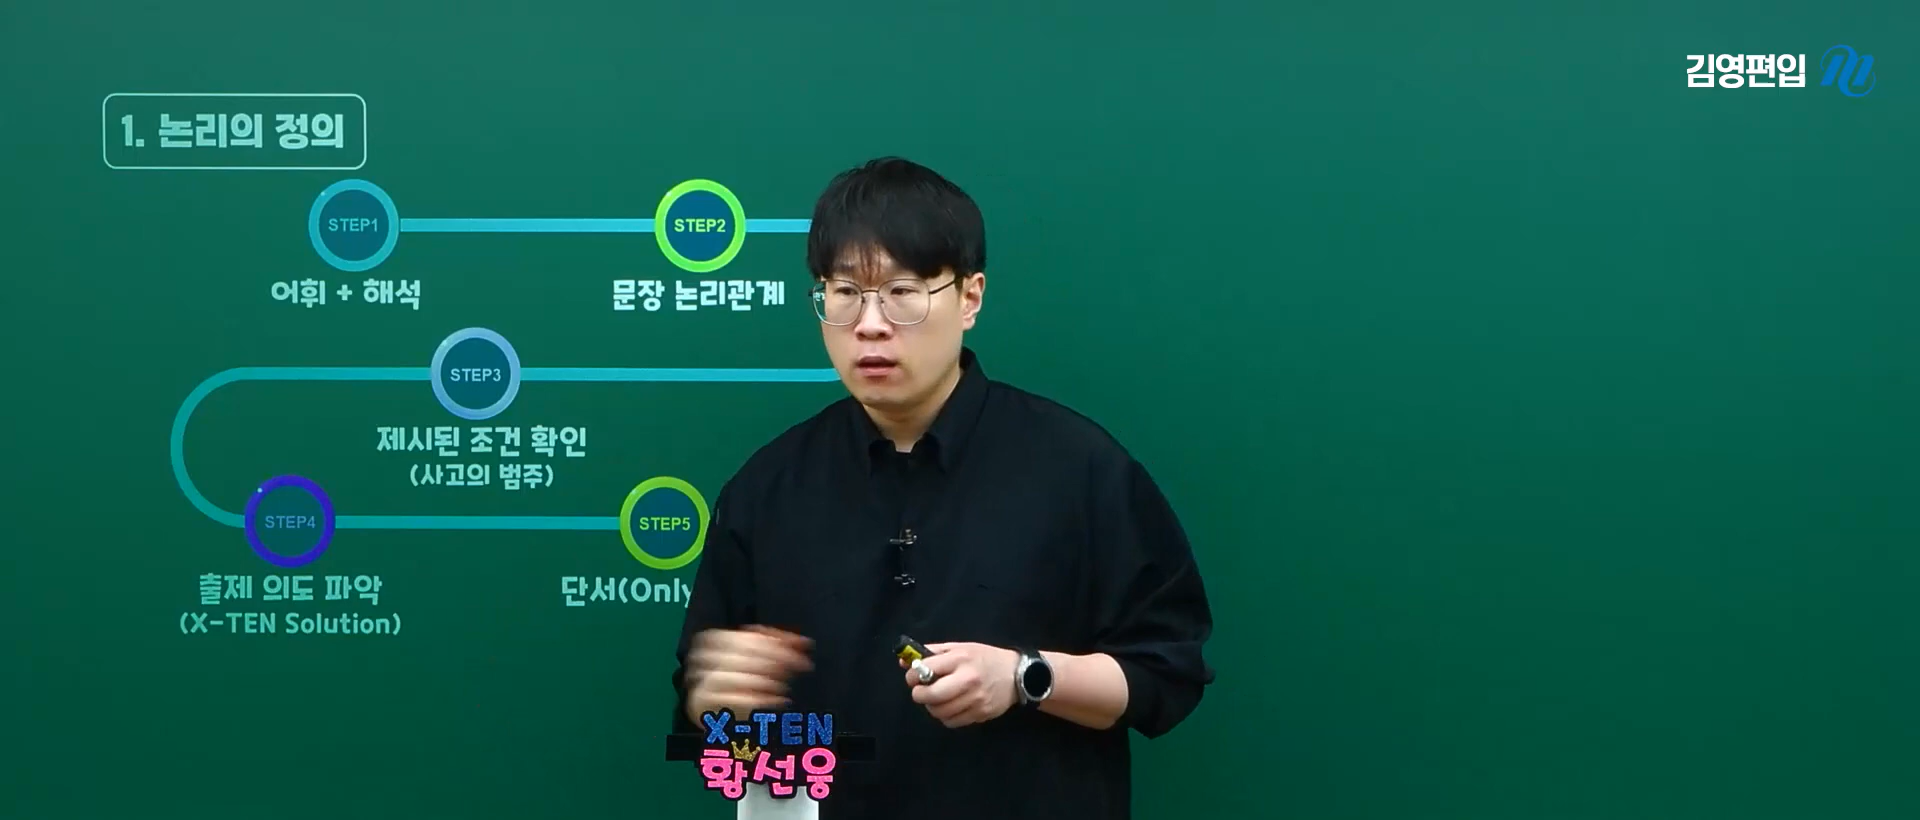 김영편입
1. 논리의 정의
STEP1
STEP2
어휘 + 해석
문장 논리관계
STEP3
제시된 조건 확인
(사고의 범주)
STEP4
STEP5
출제 의도 파악
(X-TEN Solution)
단서(Only
X-TEN
황선웅